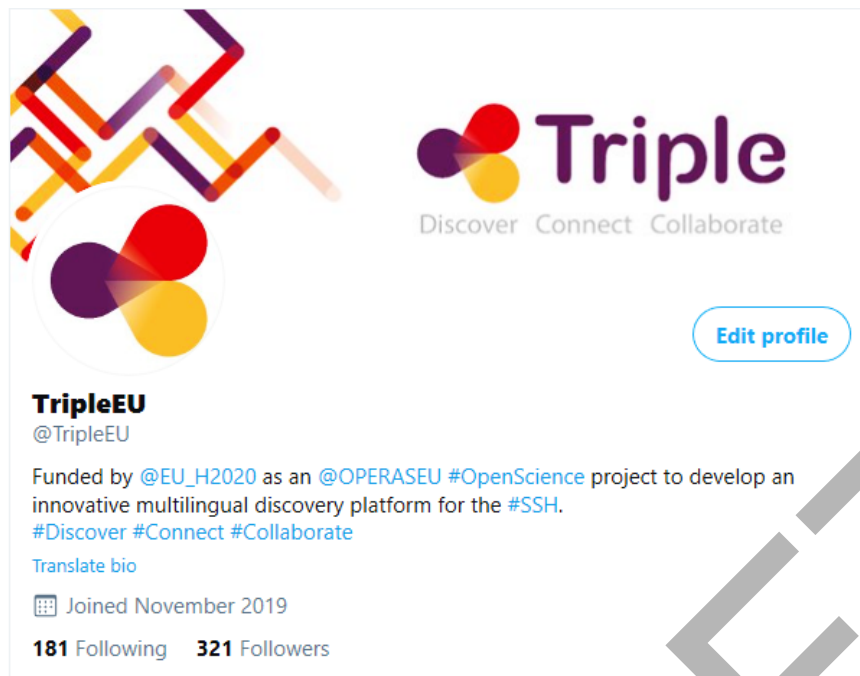 Triple
Discover Connect Collaborate
Edit profile
TripleEU
@TripleEU
Funded by @EU_H2020 as an @OPERASEU #OpenScience project to develop an
innovative multilingual discovery platform for the #SSH.
#Discover #Connect #Collaborate
Translate bio
Joined November 2019
181 Following 321 Followers